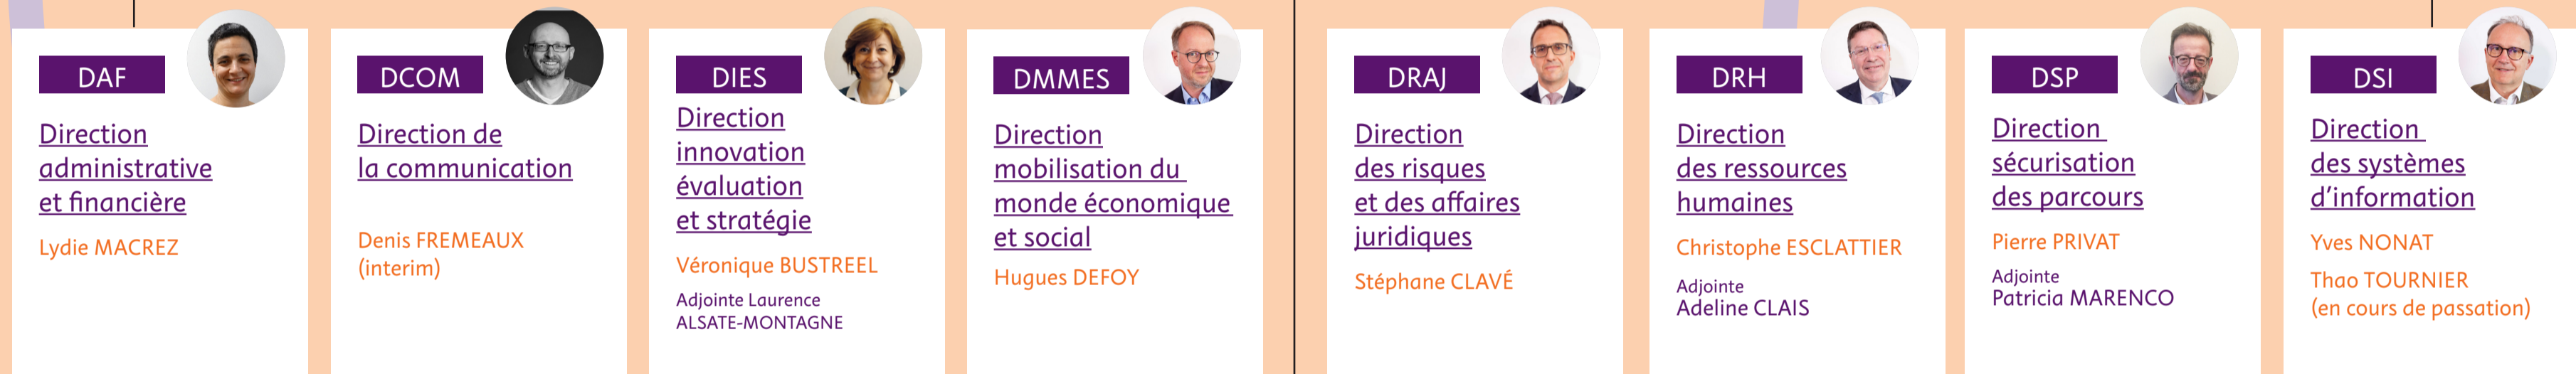 DAF
Direction
administrative
et financière
Lydie MACREZ
DCOM
Direction de
la communication
Denis FREMEAUX
(interim)
DIES
Direction
innovation
évaluation
et stratégie
Véronique BUSTREEL
Adjointe Laurence
ALSATE-MONTAGNE
DMMES
Direction
mobilisation du
monde économique
et social
Hugues DEFOY
DRAJ
Direction
des risques
et des affaires
juridiques
Stéphane CLAVÉ
DRH
Direction
des ressources
humaines
Christophe ESCLATTIER
Adjointe
Adeline CLAIS
DSP
Direction
sécurisation
des parcours
Pierre PRIVAT
Adjointe
Patricia MARENCO
DSI
Direction
des systèmes
d'information
Yves NONAT
Thao TOURNIER
(en cours de passation)